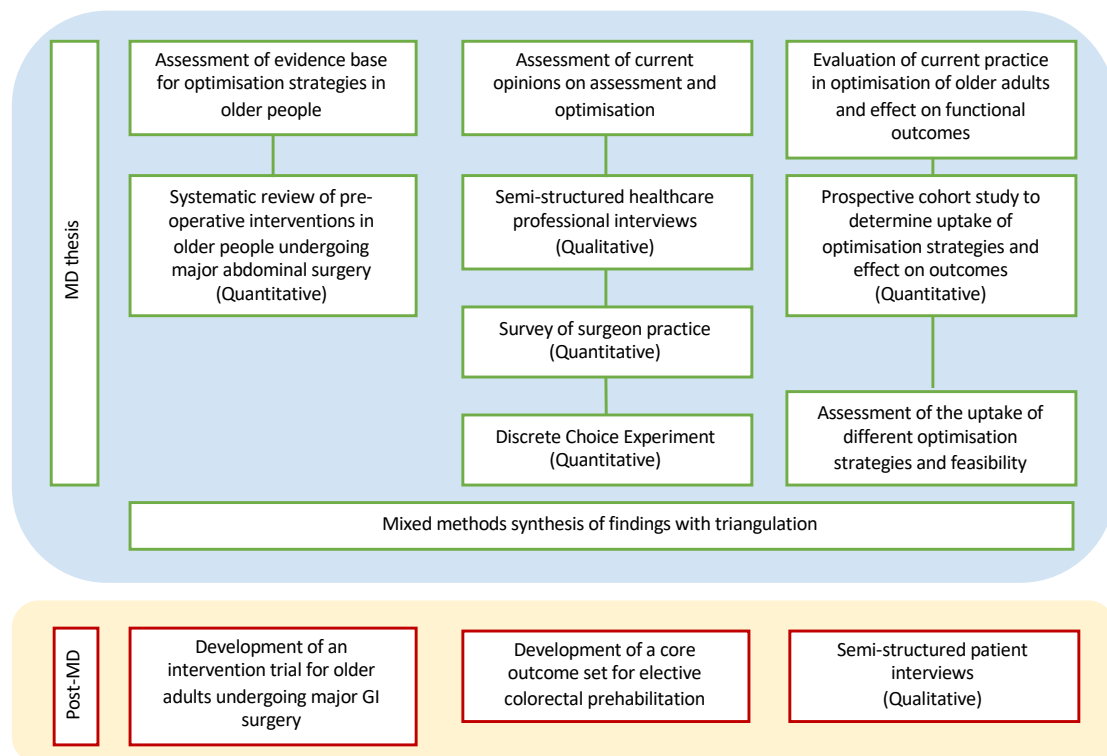 MD thesis
Assessment of evidence base
for optimisation strategies in
older people
Systematic review of pre-
operative interventions in
older people undergoing
major abdominal surgery
(Quantitative)
Assessment of current
opinions on assessment and
optimisation
Semi-structured healthcare
professional interviews
(Qualitative)
Survey of surgeon practice
(Quantitative)
Discrete Choice Experiment
(Quantitative)
Evaluation of current practice
in optimisation of older adults
and effect on functional
outcomes
Prospective cohort study to
determine uptake of
optimisation strategies and
effect on outcomes
(Quantitative)
Assessment of the uptake of
different optimisation
strategies and feasibility
Mixed methods synthesis of findings with triangulation
Post-MD
Development of an
intervention trial for older
adults undergoing major GI
surgery
Development of a core
outcome set for elective
colorectal prehabilitation
Semi-structured patient
interviews
(Qualitative)